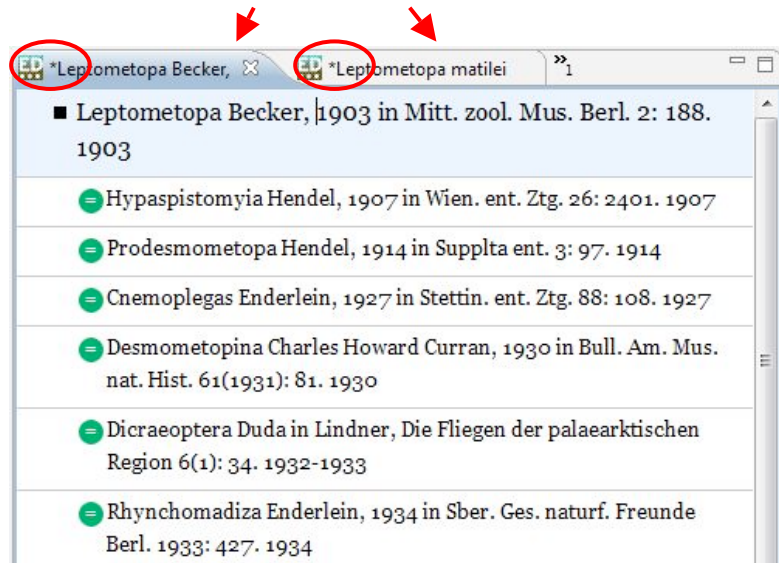 *Leptometopa Becker, *Leptometopa matilei »1
Leptometopa Becker, 1903 in Mitt. zool. Mus. Berl. 2: 188.
1903
= Hypaspistomyia Hendel, 1907 in Wien. ent. Ztg. 26: 2401. 1907
= Prodesmometopa Hendel, 1914 in Supplta ent. 3: 97. 1914
= Cnemoplegas Enderlein, 1927 in Stettin. ent. Ztg. 88: 108. 1927
= Desmometopina Charles Howard Curran, 1930 in Bull. Am. Mus.
nat. Hist. 61(1931): 81. 1930
= Dicraeoptera Duda in Lindner, Die Fliegen der palaearktischen
Region 6(1): 34. 1932-1933
= Rhynchomadiza Enderlein, 1934 in Sber. Ges. naturf. Freunde
Berl. 1933: 427. 1934